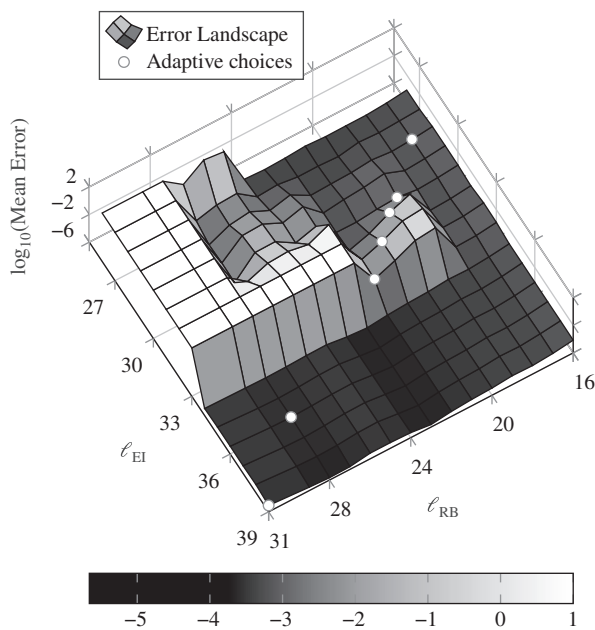 Error Landscape
Adaptive choices
log10(Mean Error)
2
−2
−6
27
30
33
36
39
ℓEI
31
28
24
20
16
ℓRB
−5 −4 −3 −2 −1 0 1